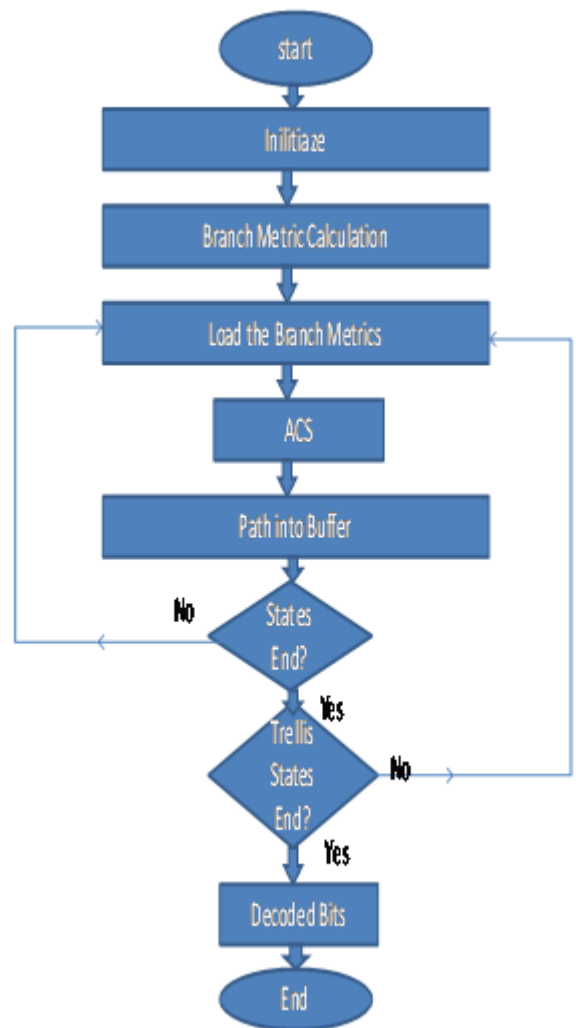 start
Inilitiaze
Branch Metric Calculation
Load the Branch Metrics
ACS
Path into Buffer
No
States
End?
Yes
Trellis
States
End?
No
Yes
Decoded Bits
End